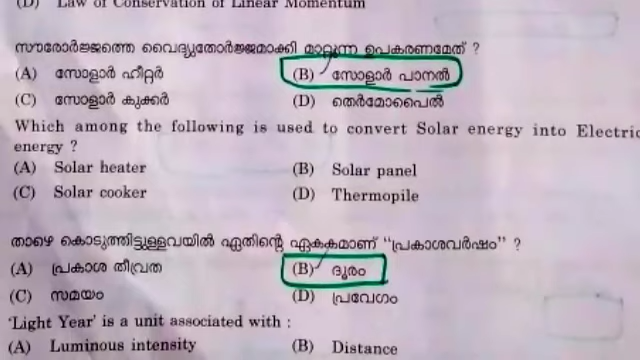 (D) Law of Conservation of Linear Momentum
സൗരോർജ്ജത്തെ വൈദ്യുതോർജ്ജമാക്കി മാറ്റുന്ന ഉപകരണമേത് ?
(A) സോളാർ ഹീറ്റർ (B) സോളാർ പാനൽ
(C) സോളാർ കുക്കർ (D) തെർമോപൈൽ
Which among the following is used to convert Solar energy into Electric
energy ?
(A) Solar heater (B) Solar panel
(C) Solar cooker (D) Thermopile
താഴെ കൊടുത്തിട്ടുള്ളവയിൽ ഏതിന്റെ ഏകകമാണ് “പ്രകാശവർഷം” ?
(A) പ്രകാശ തീവ്രത (B) ദൂരം
(C) സമയം (D) പ്രവേഗം
'Light Year' is a unit associated with :
(A) Luminous intensity (B) Distance